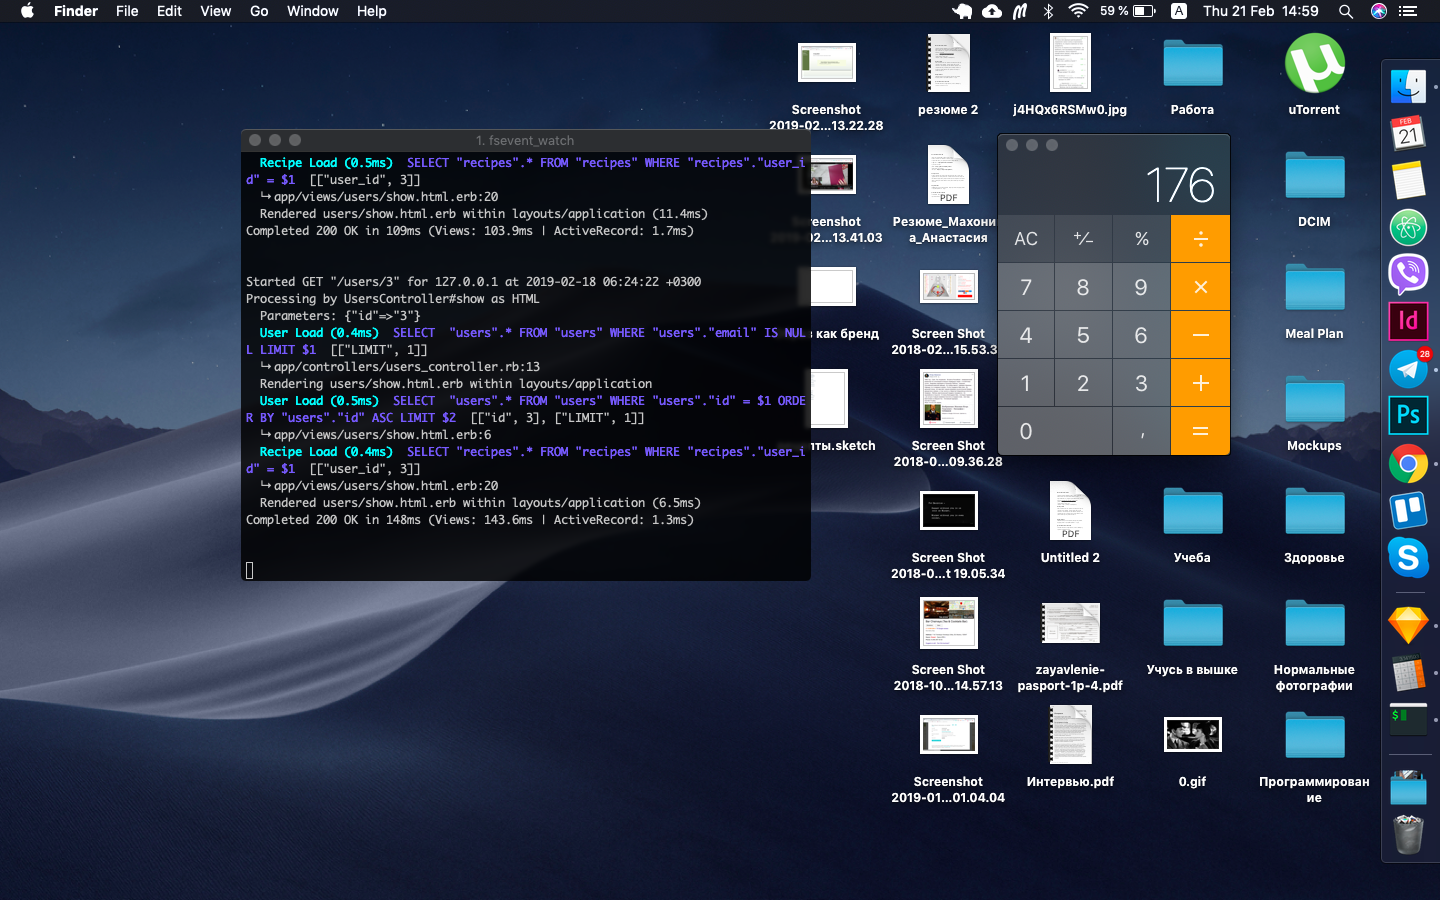 Finder File Edit View Go Window Help
59 % A Thu 21 Feb 14:59
1. fsevent_watch
Recipe Load (0.5ms)  SELECT "recipes".* FROM "recipes" WHERE "recipes"."user_i
d" = $1  [["user_id", 3]]
↳ app/views/users/show.html.erb:20
Rendered users/show.html.erb within layouts/application (11.4ms)
Completed 200 OK in 109ms (Views: 103.9ms | ActiveRecord: 1.7ms)
Started GET "/users/3" for 127.0.0.1 at 2019-02-18 06:24:22 +0300
Processing by UsersController#show as HTML
Parameters: {"id"=>"3"}
User Load (0.4ms)  SELECT  "users".* FROM "users" WHERE "users"."email" IS NUL
L LIMIT $1  [["LIMIT", 1]]
↳ app/controllers/users_controller.rb:13
Rendering users/show.html.erb within layouts/application
User Load (0.5ms)  SELECT  "users".* FROM "users" WHERE "users"."id" = $1 ORDE
R BY "users"."id" ASC LIMIT $2  [["id", 3], ["LIMIT", 1]]
↳ app/views/users/show.html.erb:6
Recipe Load (0.4ms)  SELECT "recipes".* FROM "recipes" WHERE "recipes"."user_i
d" = $1  [["user_id", 3]]
↳ app/views/users/show.html.erb:20
Rendered users/show.html.erb within layouts/application (6.5ms)
Completed 200 OK in 148ms (Views: 143.6ms | ActiveRecord: 1.3ms)
176
AC +/− % ÷
7 8 9 ×
4 5 6 −
1 2 3 +
0 , =
Screenshot
2019-02...13.22.28
резюме 2
j4HQx6RSMw0.jpg
Работа
uTorrent
eenshot
02...13.41.03
PDF
Резюме_Махони
а_Анастасия
DCIM
как бренд
Screen Shot
2018-02...15.53.3
Meal Plan
пты.sketch
Screen Shot
2018-0...09.36.28
Mockups
Screen Shot
2018-0...t 19.05.34
PDF
Untitled 2
Учеба
Здоровье
Screen Shot
2018-10...14.57.13
zayavlenie-
pasport-1p-4.pdf
Учусь в вышке
Нормальные
фотографии
Screenshot
2019-01...01.04.04
Интервью.pdf
0.gif
Программирован
ие
FEB
21
Id
28
Ps
S
$